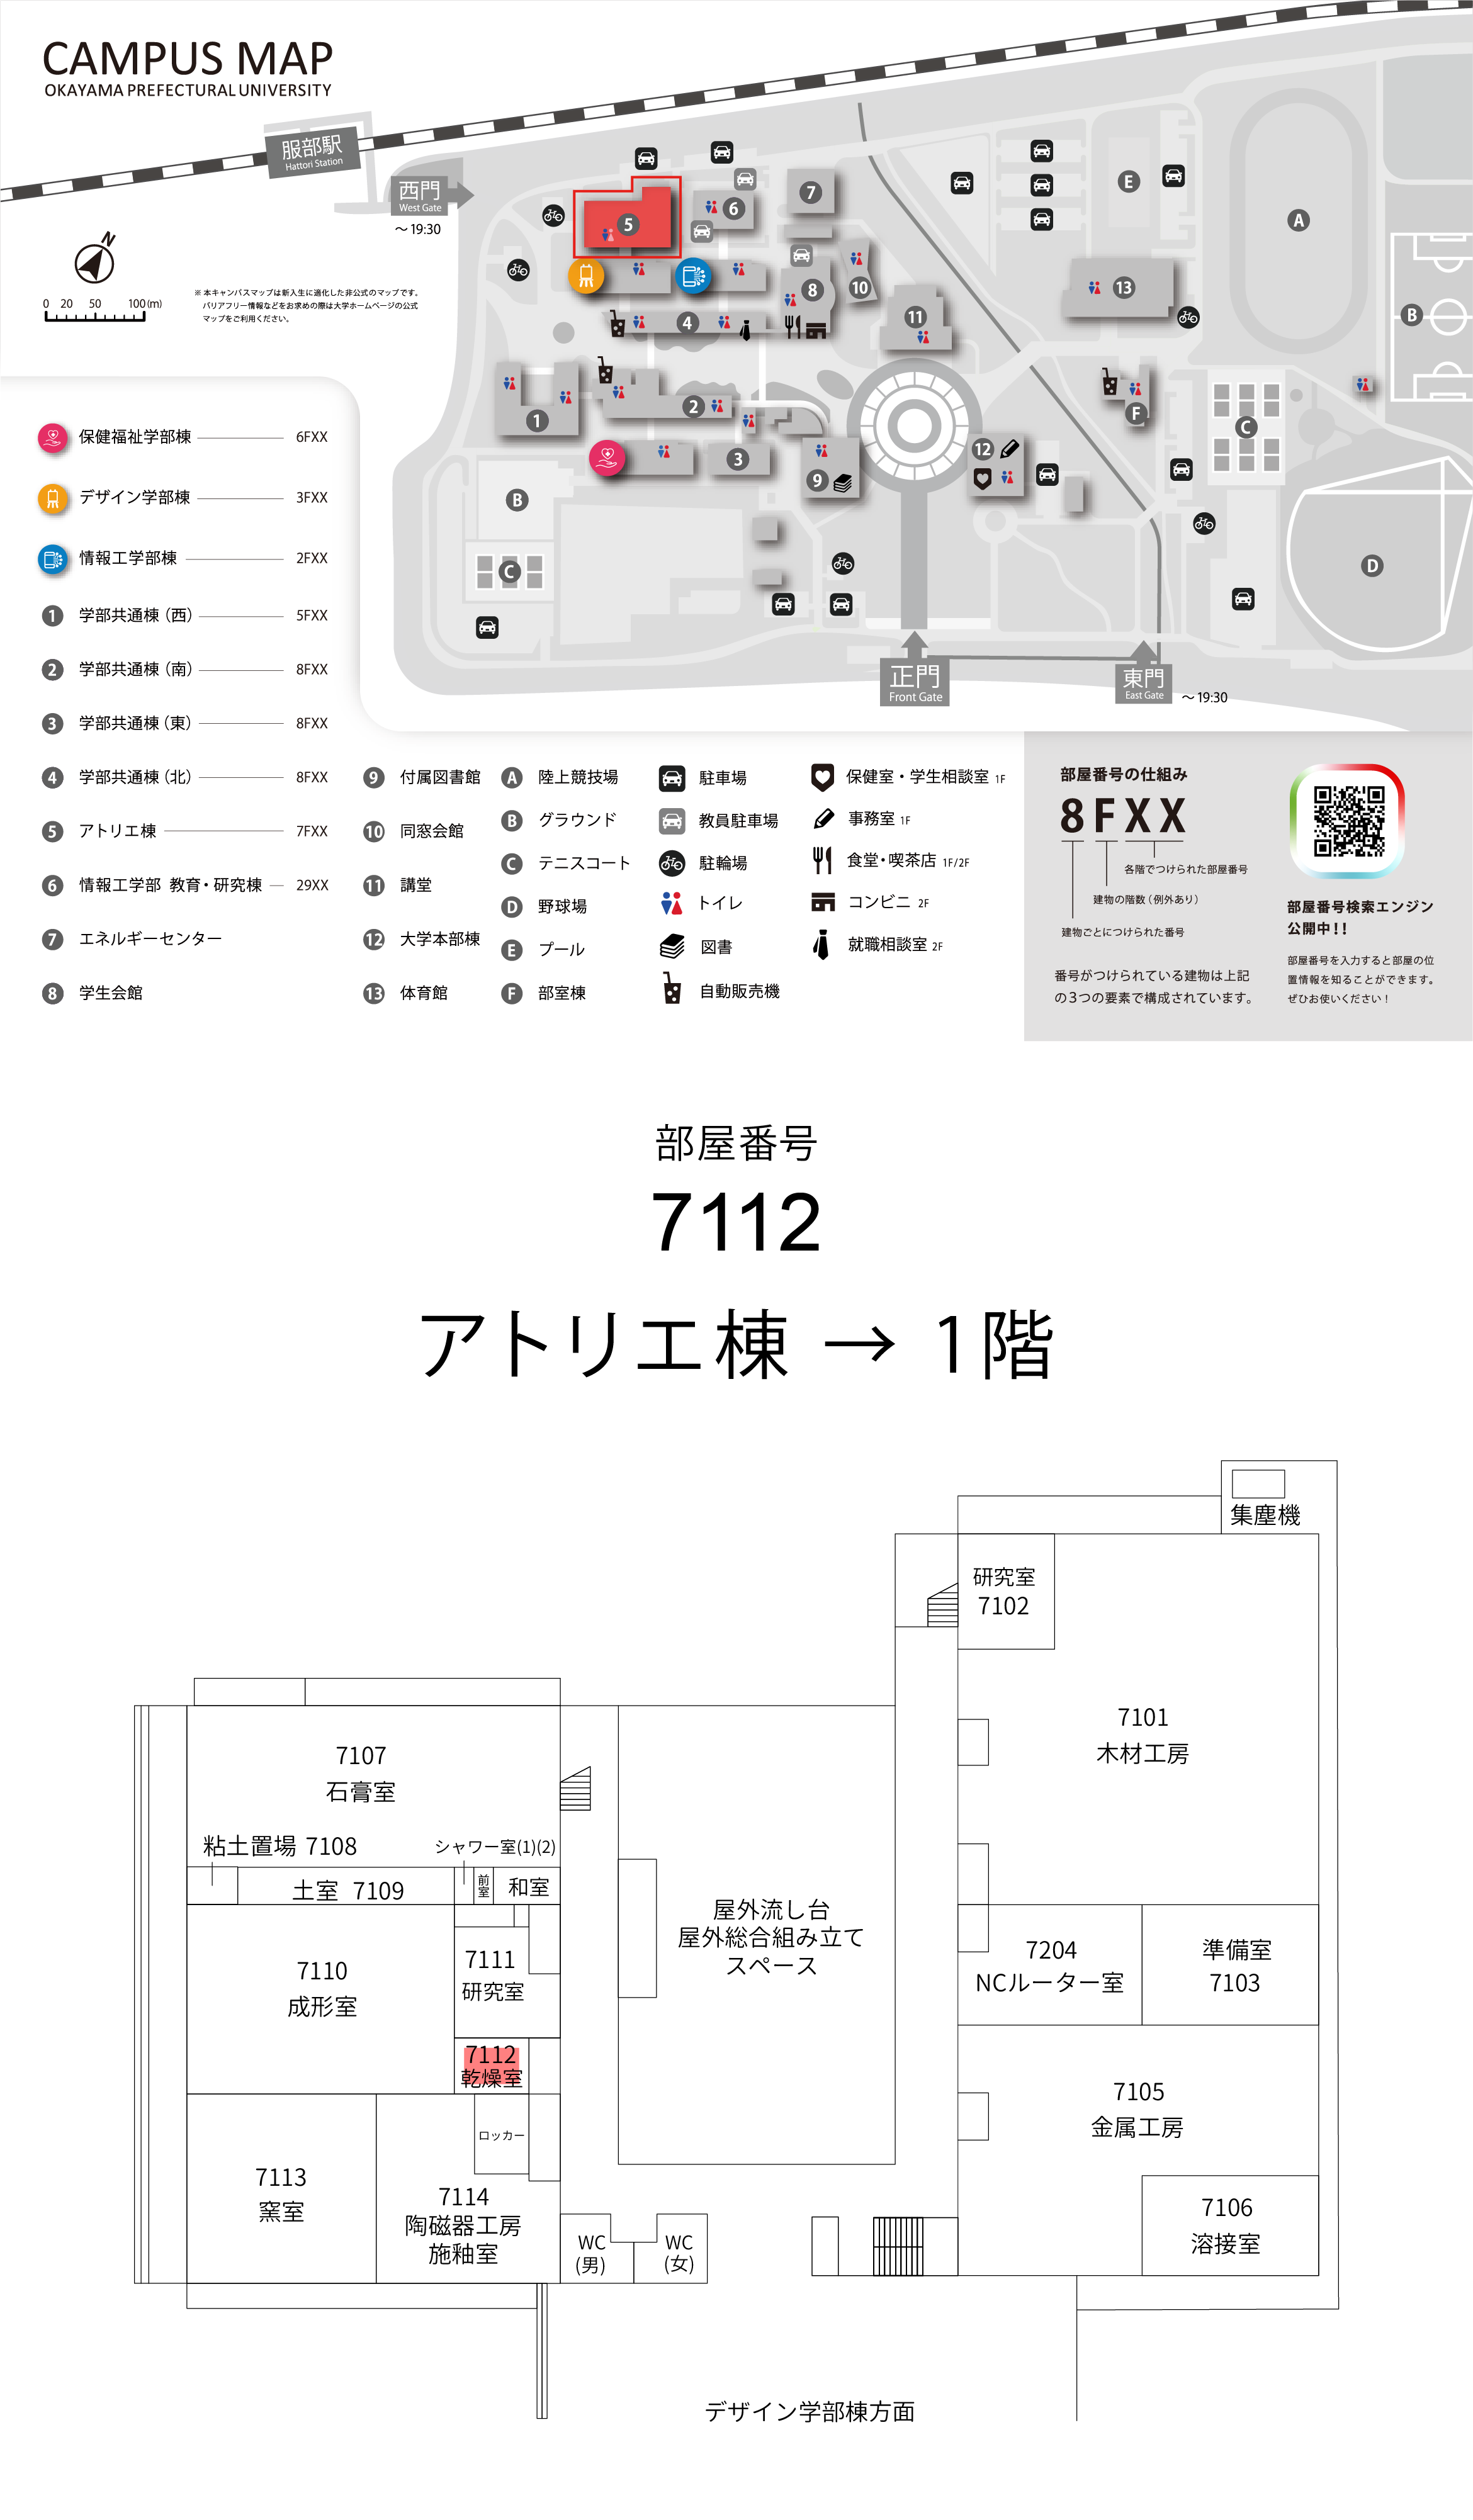 CAMPUS MAP
OKAYAMA PREFECTURAL UNIVERSITY
服部駅
Hattori Station
西門
West Gate
～19:30
N
0 20 50 100(m)
※ 本キャンパスマップは新入生に適化した非公式のマップです。
バリアフリー情報などをお求めの際は大学ホームページの公式
マップをご利用ください。
5
6
7
8
10
4
11
13
1
2
3
9
12
A
B
C
D
E
F
B
C
正門
Front Gate
東門
East Gate
～19:30
保健福祉学部棟 6FXX
デザイン学部棟 3FXX
情報工学部棟 2FXX
1 学部共通棟（西） 5FXX
2 学部共通棟（南） 8FXX
3 学部共通棟（東） 8FXX
4 学部共通棟（北） 8FXX
5 アトリエ棟 7FXX
6 情報工学部 教育・研究棟 29XX
7 エネルギーセンター
8 学生会館
9 付属図書館
10 同窓会館
11 講堂
12 大学本部棟
13 体育館
A 陸上競技場
B グラウンド
C テニスコート
D 野球場
E プール
F 部室棟
駐車場
教員駐車場
駐輪場
トイレ
図書
自動販売機
保健室・学生相談室 1F
事務室 1F
食堂・喫茶店 1F/2F
コンビニ 2F
就職相談室 2F
部屋番号の仕組み
8FXX
各階でつけられた部屋番号
建物の階数（例外あり）
建物ごとにつけられた番号
番号がつけられている建物は上記
の３つの要素で構成されています。
部屋番号検索エンジン
公開中！！
部屋番号を入力すると部屋の位
置情報を知ることができます。
ぜひお使いください！
部屋番号
7112
アトリエ棟 → 1階
集塵機
研究室
7102
7101
木材工房
7107
石膏室
粘土置場 7108
シャワー室(1)(2)
土室 7109
前室
和室
7110
成形室
7111
研究室
屋外流し台
屋外総合組み立て
スペース
7204
NCルーター室
準備室
7103
7112
乾燥室
7105
金属工房
ロッカー
7113
窯室
7114
陶磁器工房
施釉室
7106
溶接室
WC
(男)
WC
(女)
デザイン学部棟方面